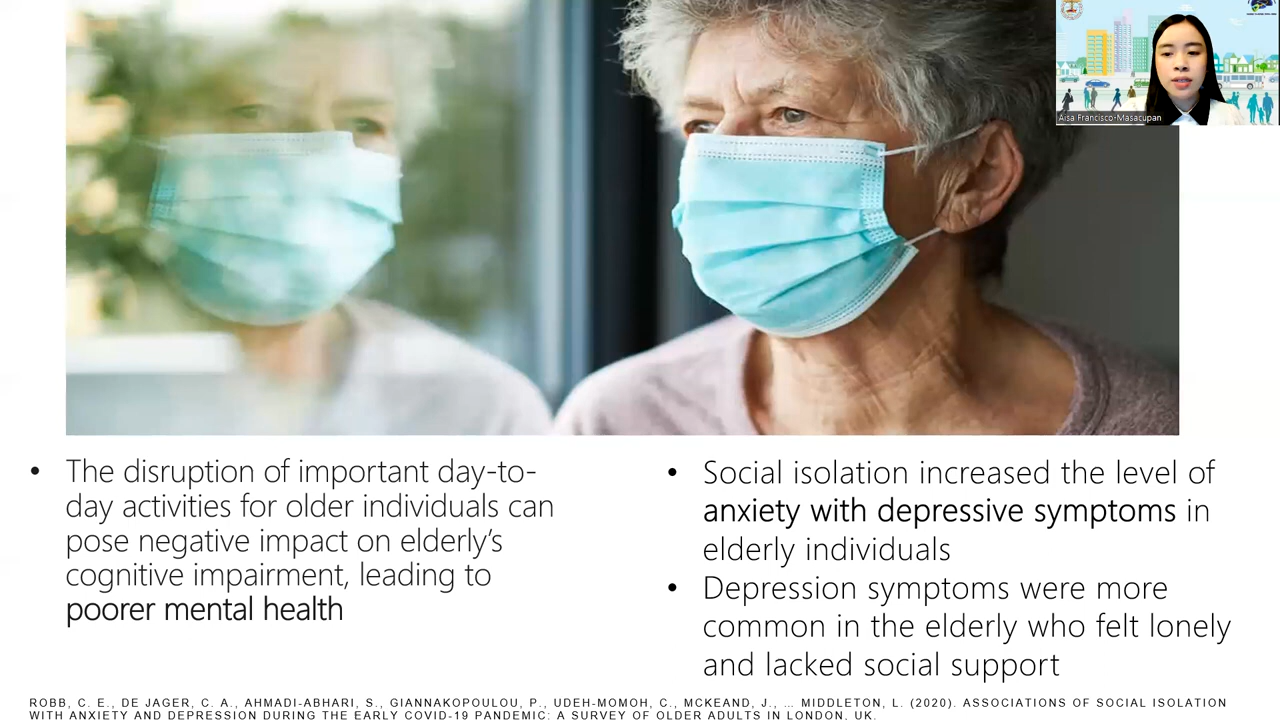 Aisa Francisco-Masacupan
• The disruption of important day-to-
day activities for older individuals can
pose negative impact on elderly's
cognitive impairment, leading to
poorer mental health
• Social isolation increased the level of
anxiety with depressive symptoms in
elderly individuals
• Depression symptoms were more
common in the elderly who felt lonely
and lacked social support
ROBB, C. E., DE JAGER, C. A., AHMADI-ABHARI, S., GIANNAKOPOULOU, P., UDEH-MOMOH, C., MCKEAND, J., … MIDDLETON, L. (2020). ASSOCIATIONS OF SOCIAL ISOLATION
WITH ANXIETY AND DEPRESSION DURING THE EARLY COVID-19 PANDEMIC: A SURVEY OF OLDER ADULTS IN LONDON, UK.